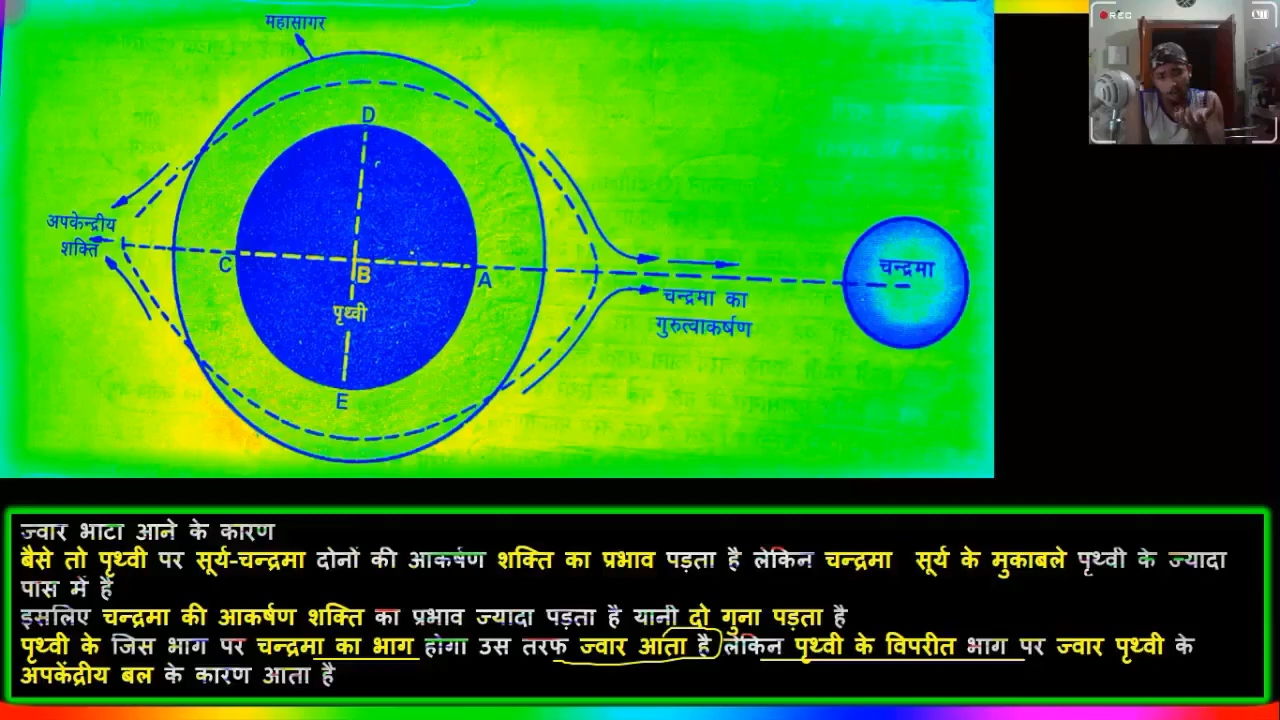 महासागर
REC
D
अपकेन्द्रीय
शक्ति
C
B
A
चन्द्रमा
पृथ्वी
चन्द्रमा का
गुरुत्वाकर्षण
E
ज्वार भाटा आने के कारण
बैसे तो पृथ्वी पर सूर्य-चन्द्रमा दोनों की आकर्षण शक्ति का प्रभाव पड़ता है लेकिन चन्द्रमा सूर्य के मुकाबले पृथ्वी के ज्यादा
पास में है
इसलिए चन्द्रमा की आकर्षण शक्ति का प्रभाव ज्यादा पड़ता है यानी दो गुना पड़ता है
पृथ्वी के जिस भाग पर चन्द्रमा का भाग होगा उस तरफ ज्वार आता है लेकिन पृथ्वी के विपरीत भाग पर ज्वार पृथ्वी के
अपकेंद्रीय बल के कारण आता है